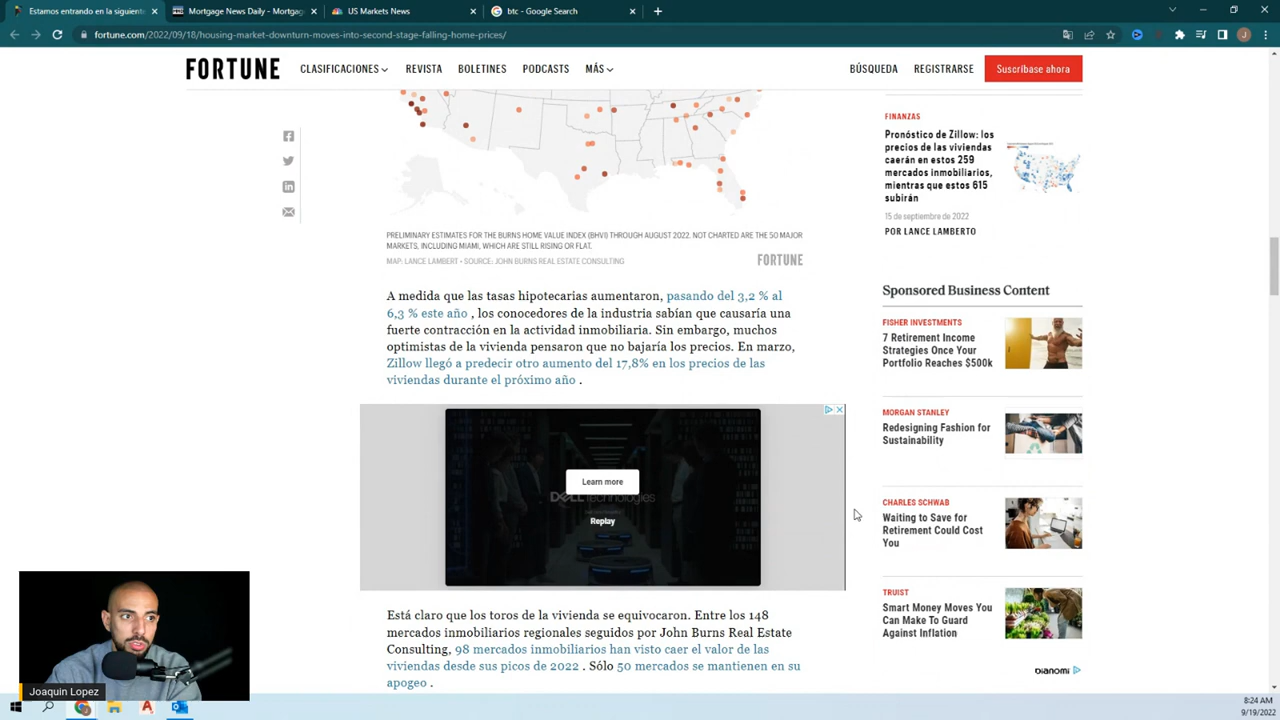 Estamos entrando en la siguiente
Mortgage News Daily - Mortgag
US Markets News
btc - Google Search
fortune.com/2022/09/18/housing-market-downturn-moves-into-second-stage-falling-home-prices/
FORTUNE
CLASIFICACIONES
REVISTA
BOLETINES
PODCASTS
MÁS
BÚSQUEDA
REGISTRARSE
Suscríbase ahora
PRELIMINARY ESTIMATES FOR THE BURNS HOME VALUE INDEX (BHVI) THROUGH AUGUST 2022. NOT CHARTED ARE THE 50 MAJOR
MARKETS, INCLUDING MIAMI, WHICH ARE STILL RISING OR FLAT.
MAP: LANCE LAMBERT • SOURCE: JOHN BURNS REAL ESTATE CONSULTING
FORTUNE
A medida que las tasas hipotecarias aumentaron, pasando del 3,2 % al
6,3 % este año , los conocedores de la industria sabían que causaría una
fuerte contracción en la actividad inmobiliaria. Sin embargo, muchos
optimistas de la vivienda pensaron que no bajaría los precios. En marzo,
Zillow llegó a predecir otro aumento del 17,8% en los precios de las
viviendas durante el próximo año .
Learn more
DELLTechnologies
Replay
Está claro que los toros de la vivienda se equivocaron. Entre los 148
mercados inmobiliarios regionales seguidos por John Burns Real Estate
Consulting, 98 mercados inmobiliarios han visto caer el valor de las
viviendas desde sus picos de 2022 . Sólo 50 mercados se mantienen en su
apogeo .
FINANZAS
Pronóstico de Zillow: los
precios de las viviendas
caerán en estos 259
mercados inmobiliarios,
mientras que estos 615
subirán
15 de septiembre de 2022
POR LANCE LAMBERTO
Sponsored Business Content
FISHER INVESTMENTS
7 Retirement Income
Strategies Once Your
Portfolio Reaches $500k
MORGAN STANLEY
Redesigning Fashion for
Sustainability
CHARLES SCHWAB
Waiting to Save for
Retirement Could Cost
You
TRUIST
Smart Money Moves You
Can Make To Guard
Against Inflation
DIANOMI
Joaquin Lopez
8:24 AM
9/19/2022